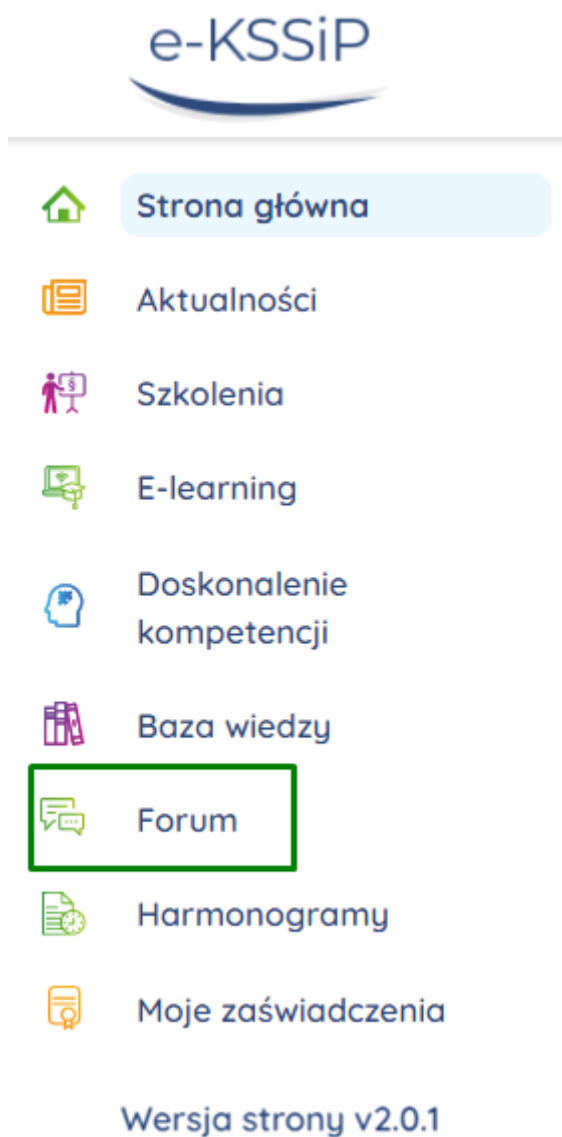 e-KSSiP
Strona główna
Aktualności
Szkolenia
E-learning
Doskonalenie
kompetencji
Baza wiedzy
Forum
Harmonogramy
Moje zaświadczenia
Wersja strony v2.0.1